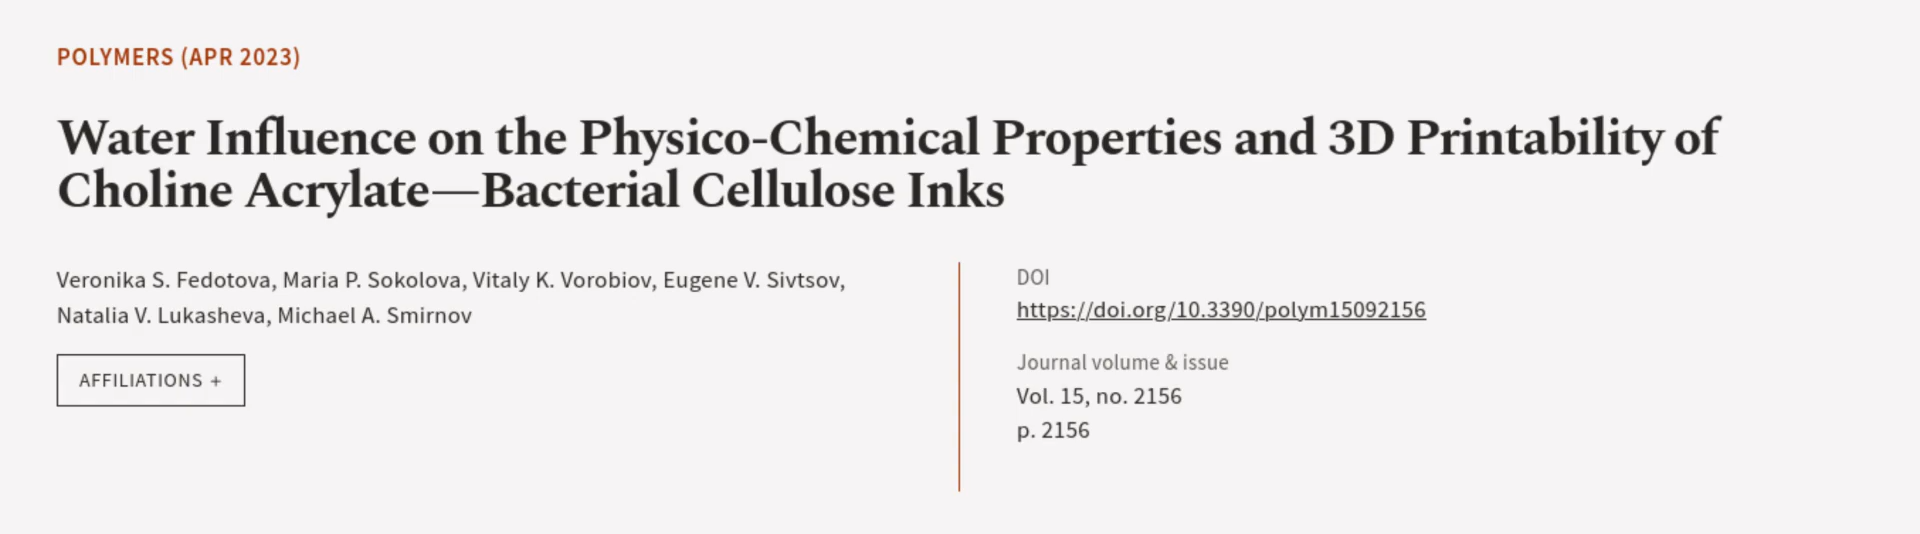 POLYMERS (APR 2023)
Water Influence on the Physico-Chemical Properties and 3D Printability of
Choline Acrylate—Bacterial Cellulose Inks
Veronika S. Fedotova, Maria P. Sokolova, Vitaly K. Vorobiov, Eugene V. Sivtsov,
Natalia V. Lukasheva, Michael A. Smirnov
AFFILIATIONS +
DOI
https://doi.org/10.3390/polym15092156
Journal volume & issue
Vol. 15, no. 2156
p. 2156